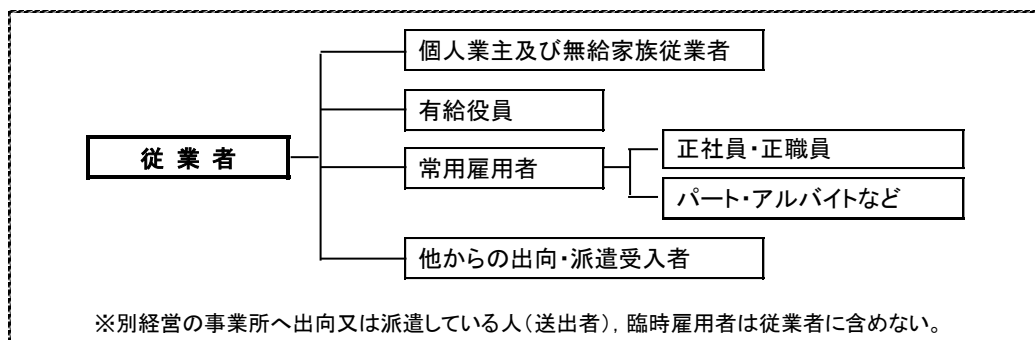 個人業主及び無給家族従業者
有給役員
従 業 者
常用雇用者
正社員・正職員
パート・アルバイトなど
他からの出向・派遣受入者
※別経営の事業所へ出向又は派遣している人（送出者），臨時雇用者は従業者に含めない。